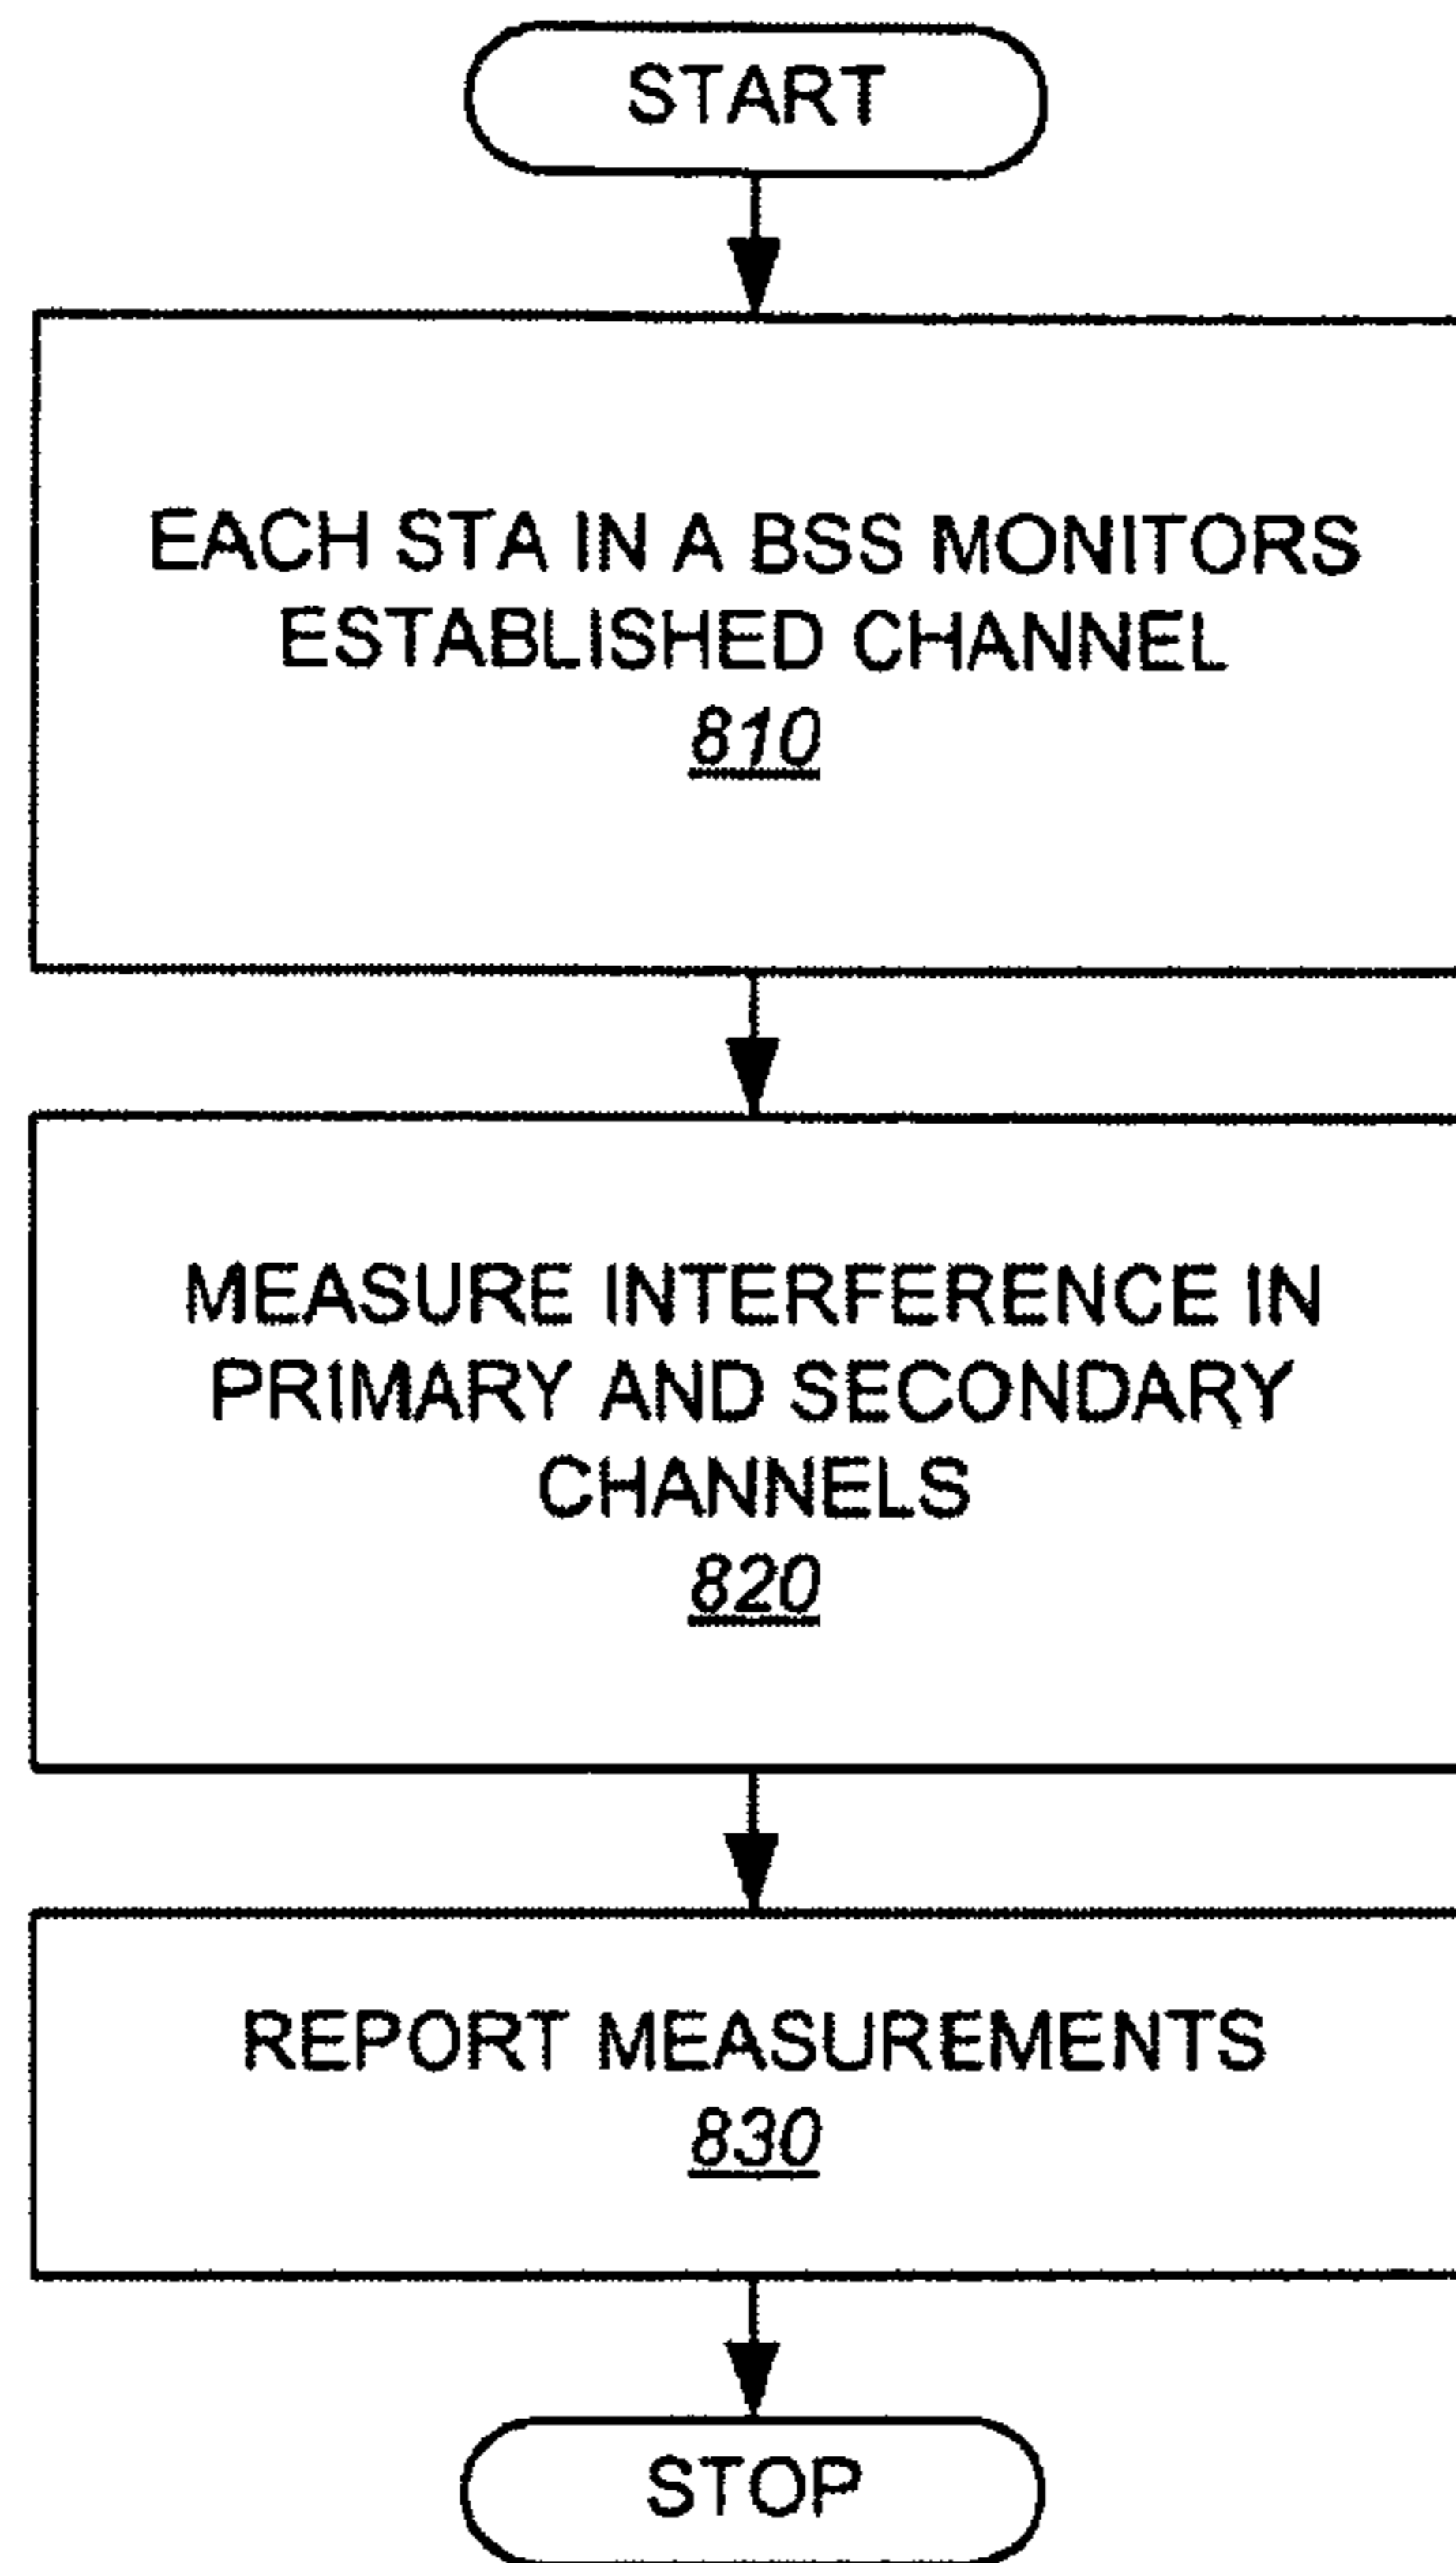 START
EACH STA IN A BSS MONITORS
ESTABLISHED CHANNEL
810
MEASURE INTERFERENCE IN
PRIMARY AND SECONDARY
CHANNELS
820
REPORT MEASUREMENTS
830
STOP